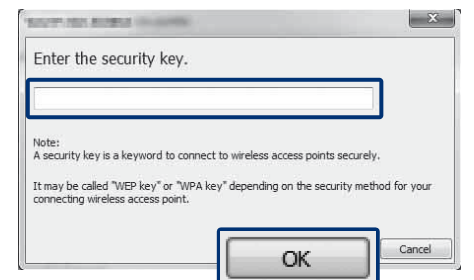 Enter the security key.
Note:
A security key is a keyword to connect to wireless access points securely.
It may be called "WEP key" or "WPA key" depending on the security method for your
connecting wireless access point.
OK
Cancel